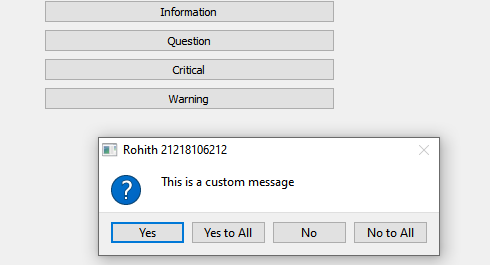 Information
Question
Critical
Warning
Rohith 21218106212
This is a custom message
Yes
Yes to All
No
No to All